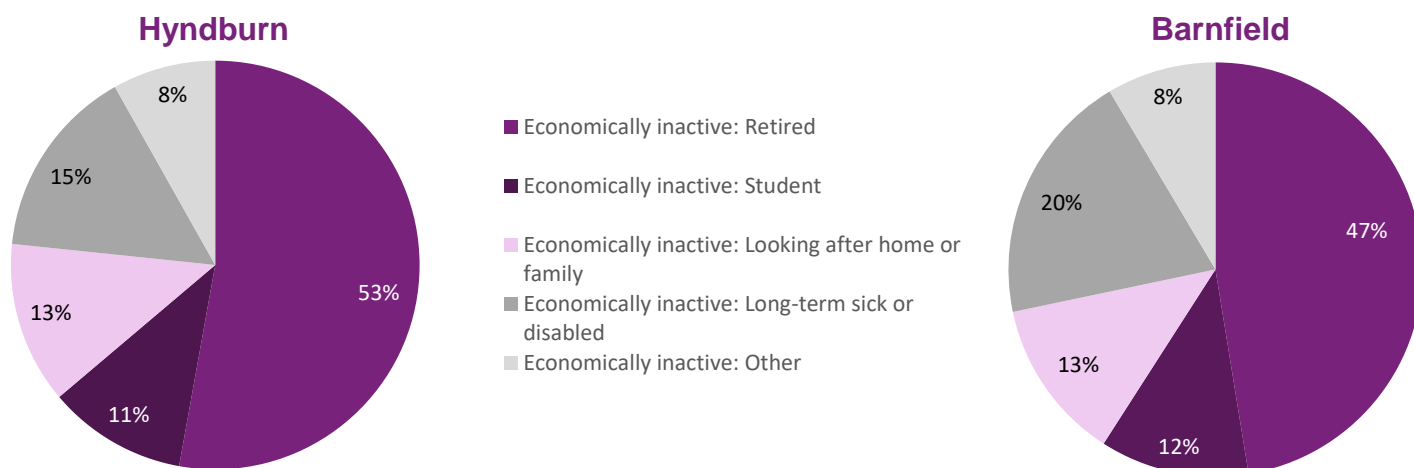 Hyndburn
8%
15%
13%
11%
53%
Economically inactive: Retired
Economically inactive: Student
Economically inactive: Looking after home or
family
Economically inactive: Long-term sick or
disabled
Economically inactive: Other
Barnfield
8%
20%
13%
12%
47%